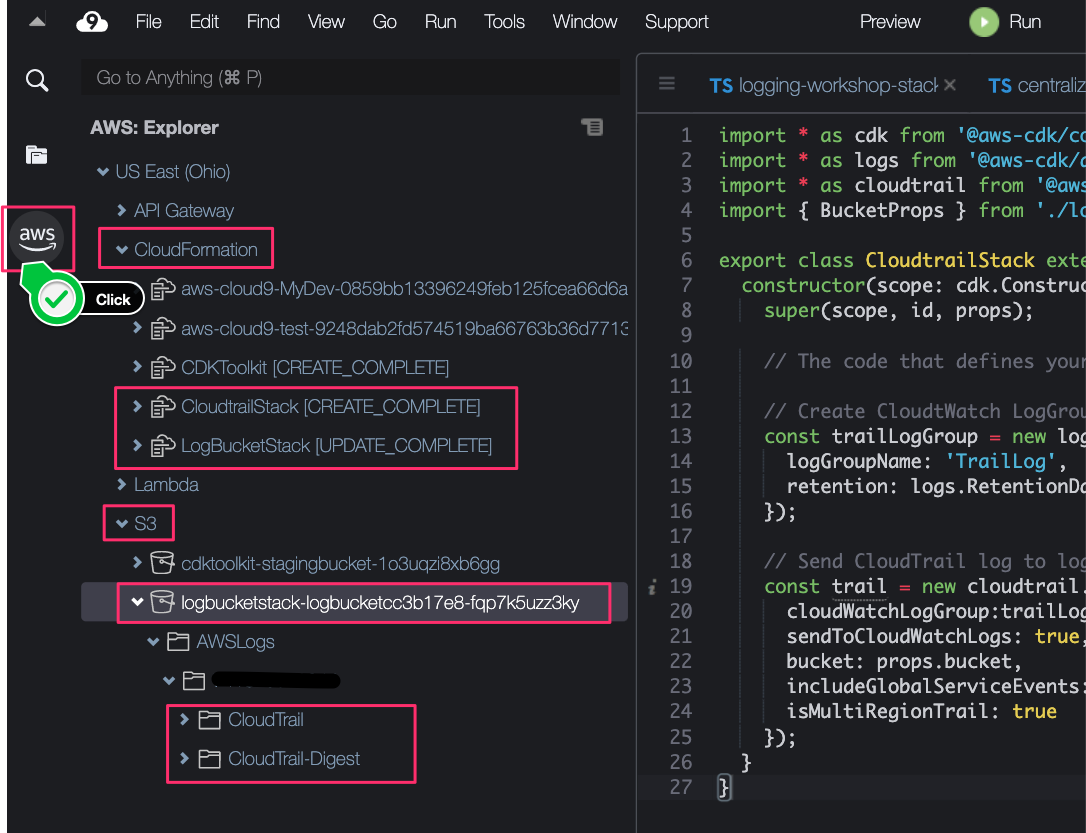 9 File Edit Find View Go Run Tools Window Support Preview Run
Go to Anything (⌘ P)
TS logging-workshop-stack TS centraliz
AWS: Explorer
US East (Ohio)
API Gateway
CloudFormation
aws
Click
aws-cloud9-MyDev-0859bb13396249feb125fcea66d6a
aws-cloud9-test-9248dab2fd574519ba66763b36d7713
CDKToolkit [CREATE_COMPLETE]
CloudtrailStack [CREATE_COMPLETE]
LogBucketStack [UPDATE_COMPLETE]
Lambda
S3
cdktoolkit-stagingbucket-1o3uqzi8xb6gg
logbucketstack-logbucketcc3b17e8-fqp7k5uzz3ky
AWSLogs
CloudTrail
CloudTrail-Digest
1 import * as cdk from '@aws-cdk/co
2 import * as logs from '@aws-cdk/a
3 import * as cloudtrail from '@aws
4 import { BucketProps } from './lo
5
6 export class CloudtrailStack exte
7 constructor(scope: cdk.Construc
8 super(scope, id, props);
9
10 // The code that defines your
11
12 // Create CloudtWatch LogGrou
13 const trailLogGroup = new log
14 logGroupName: 'TrailLog',
15 retention: logs.RetentionDa
16 });
17
18 // Send CloudTrail log to log
19 const trail = new cloudtrail.
20 cloudWatchLogGroup:trailLog
21 sendToCloudWatchLogs: true,
22 bucket: props.bucket,
23 includeGlobalServiceEvents:
24 isMultiRegionTrail: true
25 });
26 }
27 }